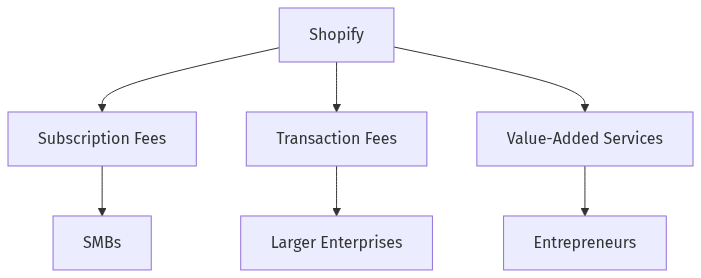 Shopify
Subscription Fees
Transaction Fees
Value-Added Services
SMBs
Larger Enterprises
Entrepreneurs